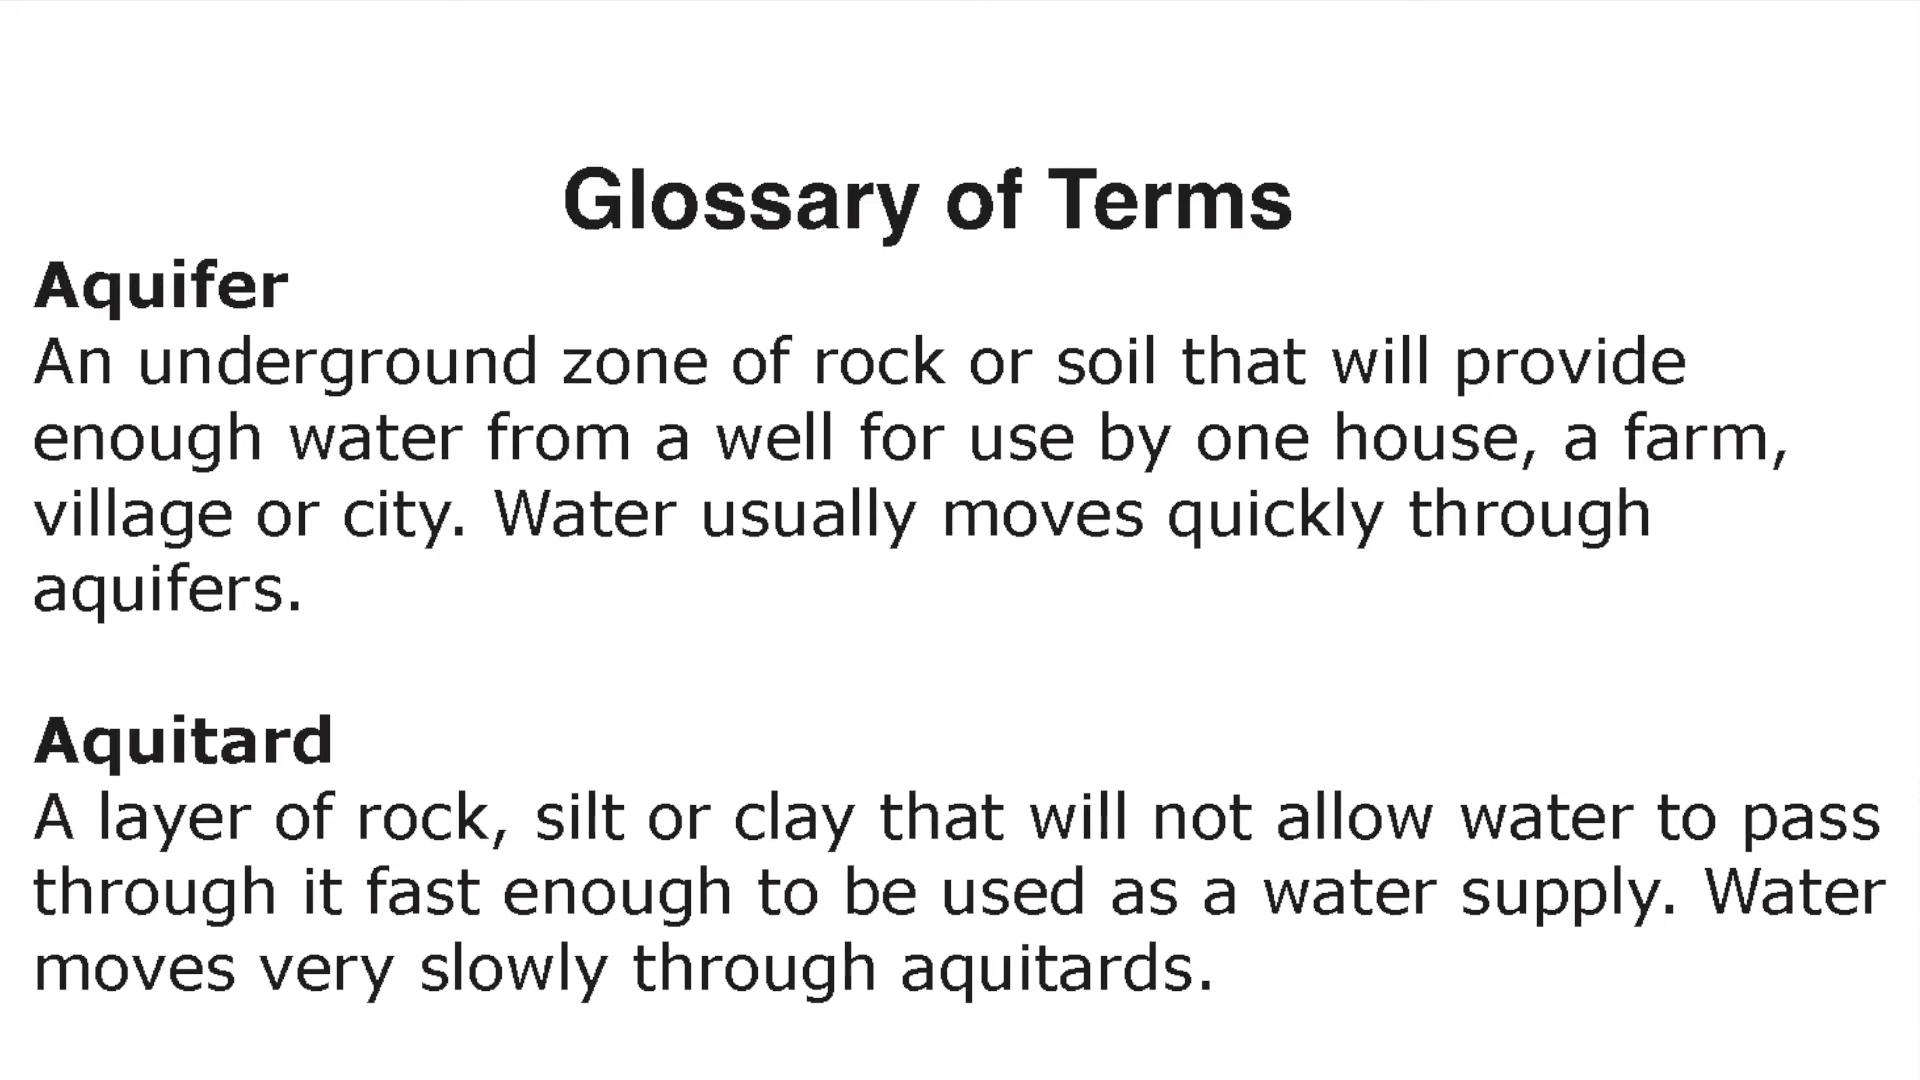 Glossary of Terms
Aquifer
An underground zone of rock or soil that will provide
enough water from a well for use by one house, a farm,
village or city. Water usually moves quickly through
aquifers.
Aquitard
A layer of rock, silt or clay that will not allow water to pass
through it fast enough to be used as a water supply. Water
moves very slowly through aquitards.